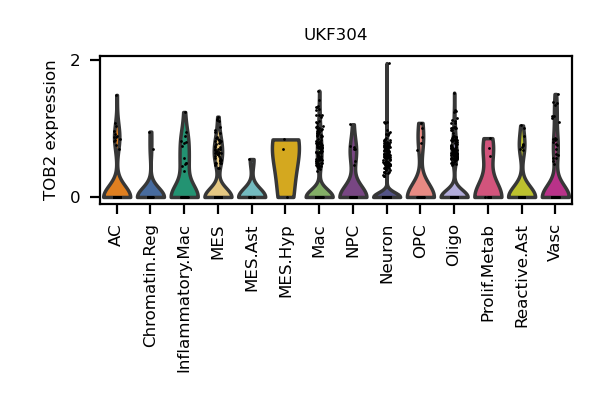 UKF304
TOB2 expression
2
0
AC
Chromatin.Reg
Inflammatory.Mac
MES
MES.Ast
MES.Hyp
Mac
NPC
Neuron
OPC
Oligo
Prolif.Metab
Reactive.Ast
Vasc